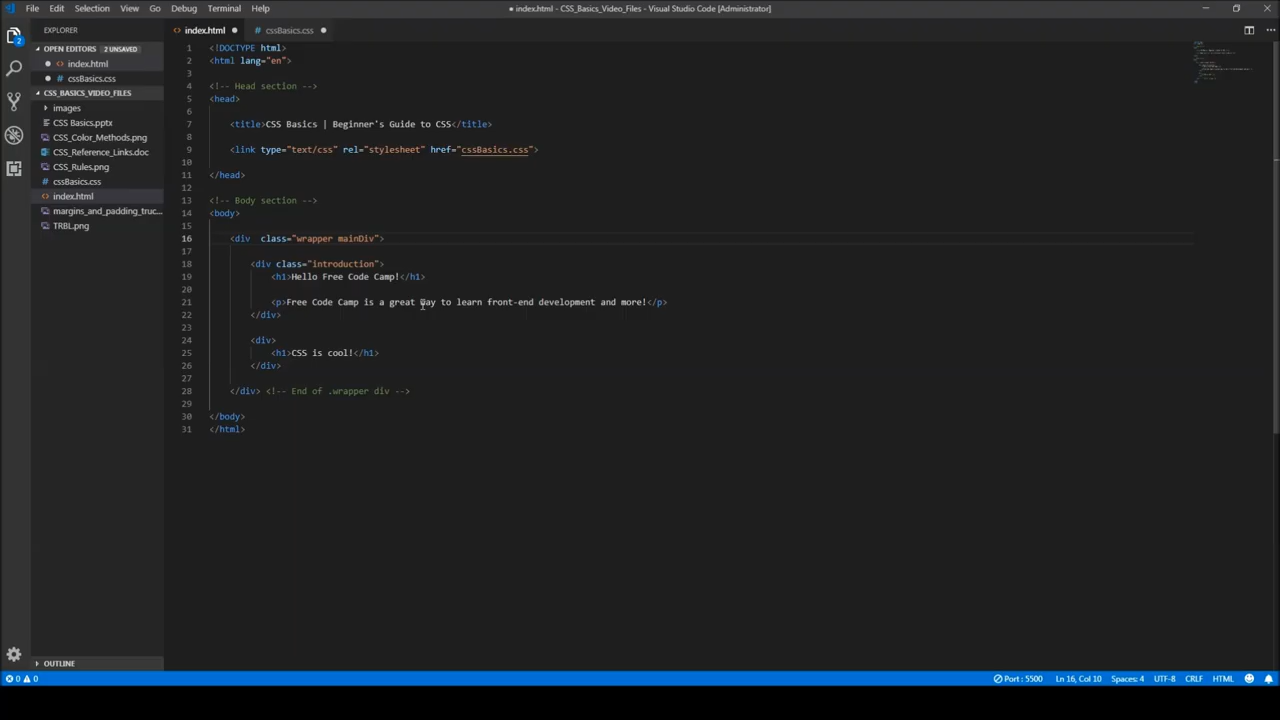 File Edit Selection View Go Debug Terminal Help ● index.html - CSS_Basics_Video_Files - Visual Studio Code [Administrator]
EXPLORER
OPEN EDITORS 2 UNSAVED
index.html
# cssBasics.css
CSS_BASICS_VIDEO_FILES
images
CSS Basics.pptx
CSS_Color_Methods.png
CSS_Reference_Links.doc
CSS_Rules.png
# cssBasics.css
<> index.html
margins_and_padding_truc...
TRBL.png
OUTLINE
2
<> index.html ● # cssBasics.css ●
1 <!DOCTYPE html>
2 <html lang="en">
3
4 <!-- Head section -->
5 <head>
6
7 <title>CSS Basics | Beginner's Guide to CSS</title>
8
9 <link type="text/css" rel="stylesheet" href="cssBasics.css">
10
11 </head>
12
13 <!-- Body section -->
14 <body>
15
16 <div  class="wrapper mainDiv">
17
18 <div class="introduction">
19 <h1>Hello Free Code Camp!</h1>
20
21 <p>Free Code Camp is a great way to learn front-end development and more!</p>
22 </div>
23
24 <div>
25 <h1>CSS is cool!</h1>
26 </div>
27
28 </div> <!-- End of .wrapper div -->
29
30 </body>
31 </html>
0 0 Port : 5500 Ln 16, Col 10 Spaces: 4 UTF-8 CRLF HTML